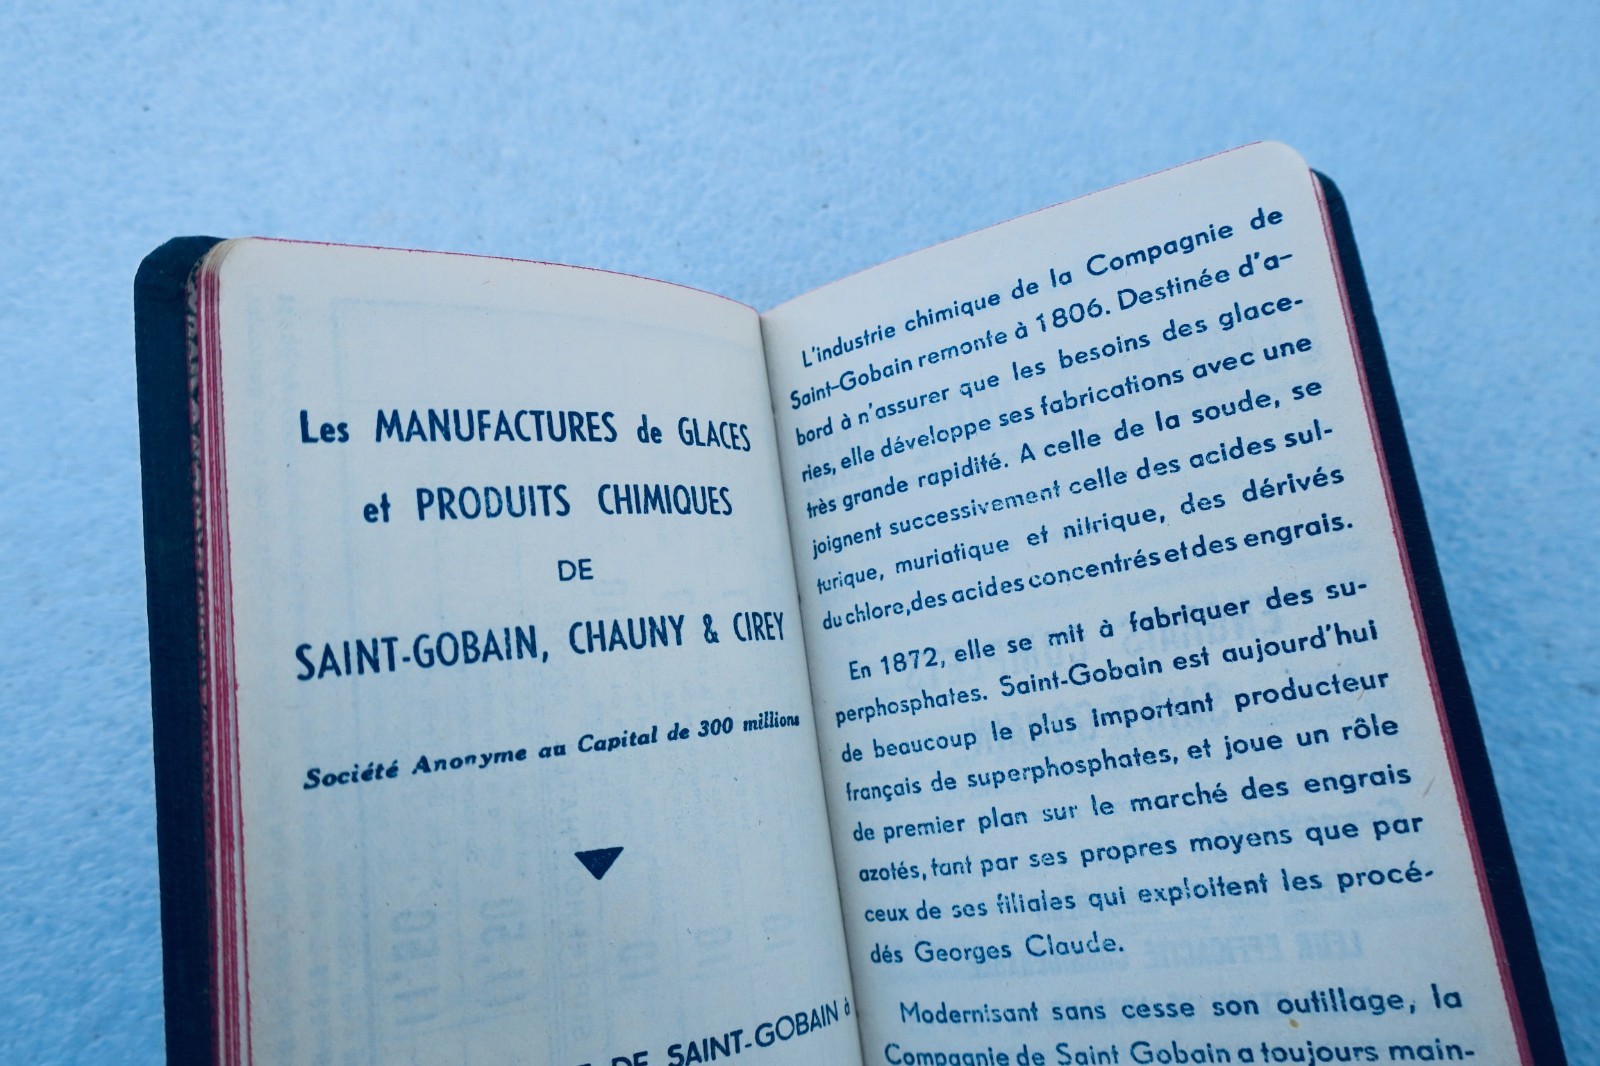 Les MANUFACTURES de GLACES
et PRODUITS CHIMIQUES
DE
SAINT-GOBAIN, CHAUNY & CIREY
Société Anonyme au Capital de 300 millions
DE SAINT-GOBAIN à
L'industrie chimique de la Compagnie de
Saint-Gobain remonte à 1806. Destinée d'a-
bord à n'assurer que les besoins des glace-
ries, elle développe ses fabrications avec une
très grande rapidité. A celle de la soude, se
joignent successivement celle des acides sul-
furique, muriatique et nitrique, des dérivés
du chlore, des acides concentrés et des engrais.
En 1872, elle se mit à fabriquer des su-
perphosphates. Saint-Gobain est aujourd'hui
de beaucoup le plus important producteur
français de superphosphates, et joue un rôle
de premier plan sur le marché des engrais
azotés, tant par ses propres moyens que par
ceux de ses filiales qui exploitent les procé-
dés Georges Claude.
Modernisant sans cesse son outillage, la
Compagnie de Saint Gobain a toujours main-